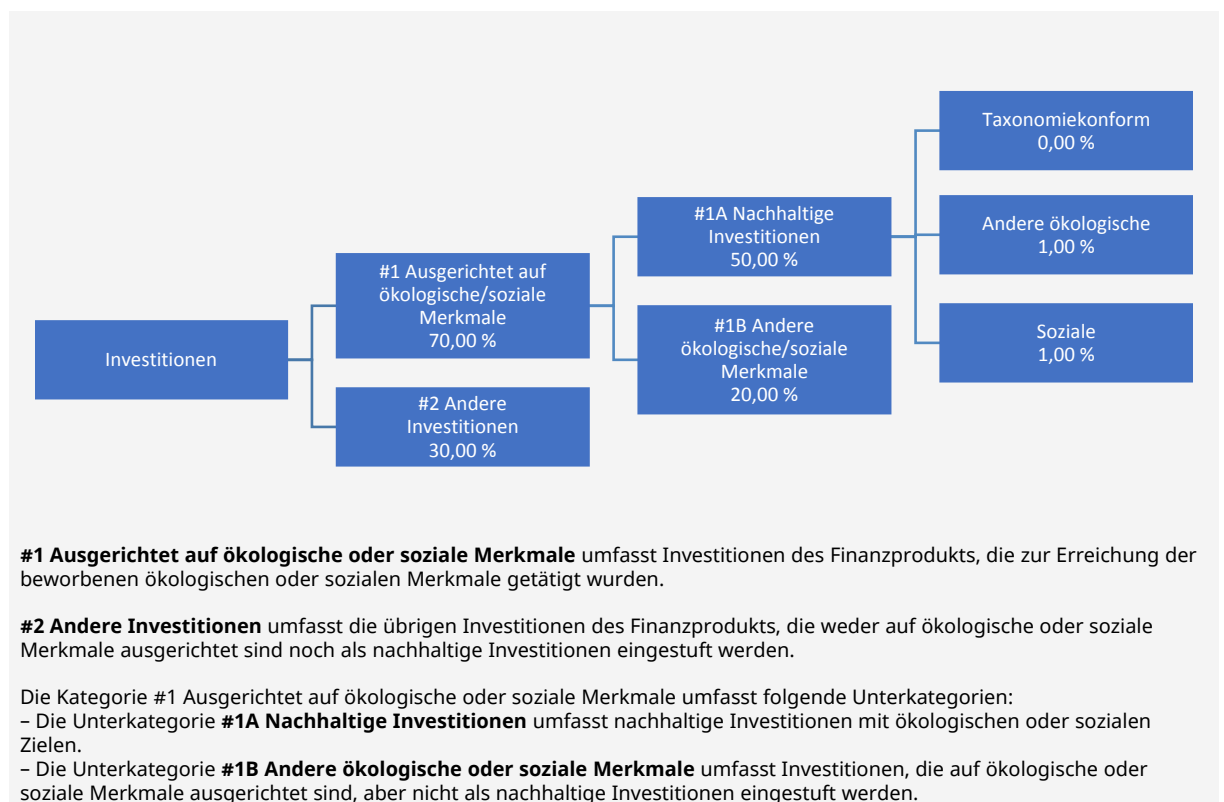 Investitionen
#1 Ausgerichtet auf
ökologische/soziale
Merkmale
70,00 %
#2 Andere
Investitionen
30,00 %
#1A Nachhaltige
Investitionen
50,00 %
#1B Andere
ökologische/soziale
Merkmale
20,00 %
Taxonomiekonform
0,00 %
Andere ökologische
1,00 %
Soziale
1,00 %
#1 Ausgerichtet auf ökologische oder soziale Merkmale umfasst Investitionen des Finanzprodukts, die zur Erreichung der
beworbenen ökologischen oder sozialen Merkmale getätigt wurden.
#2 Andere Investitionen umfasst die übrigen Investitionen des Finanzprodukts, die weder auf ökologische oder soziale
Merkmale ausgerichtet sind noch als nachhaltige Investitionen eingestuft werden.
Die Kategorie #1 Ausgerichtet auf ökologische oder soziale Merkmale umfasst folgende Unterkategorien:
– Die Unterkategorie #1A Nachhaltige Investitionen umfasst nachhaltige Investitionen mit ökologischen oder sozialen
Zielen.
– Die Unterkategorie #1B Andere ökologische oder soziale Merkmale umfasst Investitionen, die auf ökologische oder
soziale Merkmale ausgerichtet sind, aber nicht als nachhaltige Investitionen eingestuft werden.